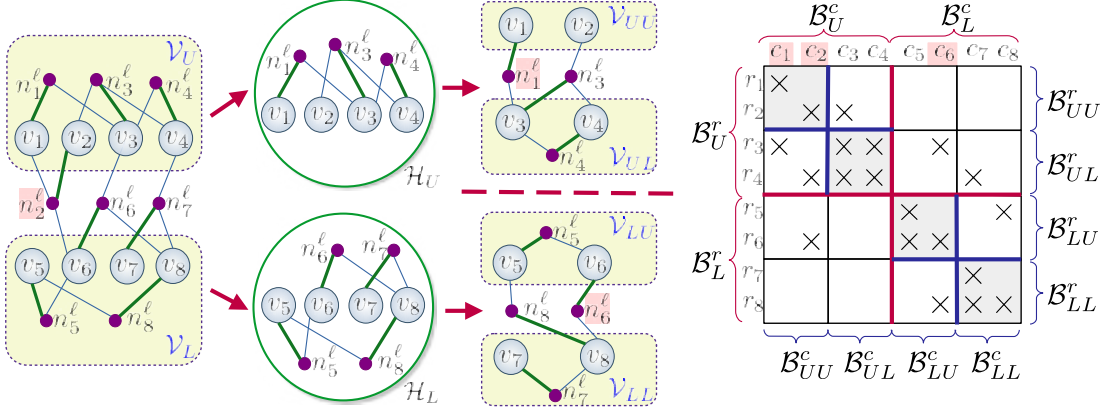 𝒱_U
n_1^ℓ n_3^ℓ n_4^ℓ
v_1 v_2 v_3 v_4
n_2^ℓ n_6^ℓ n_7^ℓ
v_5 v_6 v_7 v_8
n_5^ℓ n_8^ℓ
𝒱_L
n_1^ℓ n_3^ℓ n_4^ℓ
v_1 v_2 v_3 v_4
ℋ_U
n_6^ℓ n_7^ℓ
v_5 v_6 v_7 v_8
n_5^ℓ n_8^ℓ
ℋ_L
v_1 v_2 𝒱_UU
n_1^ℓ n_3^ℓ
v_3 v_4
n_4^ℓ 𝒱_UL
n_5^ℓ 𝒱_LU
v_5 v_6
n_8^ℓ n_6^ℓ
v_7 v_8
n_7^ℓ 𝒱_LL
ℬ_U^c ℬ_L^c
c_1 c_2 c_3 c_4 c_5 c_6 c_7 c_8
ℬ_U^r
ℬ_L^r
r_1 ×
r_2 × ×
r_3 × × × ×
r_4 × × × ×
r_5 × ×
r_6 × × ×
r_7 ×
r_8 × × ×
ℬ_UU^r
ℬ_UL^r
ℬ_LU^r
ℬ_LL^r
ℬ_UU^c ℬ_UL^c ℬ_LU^c ℬ_LL^c